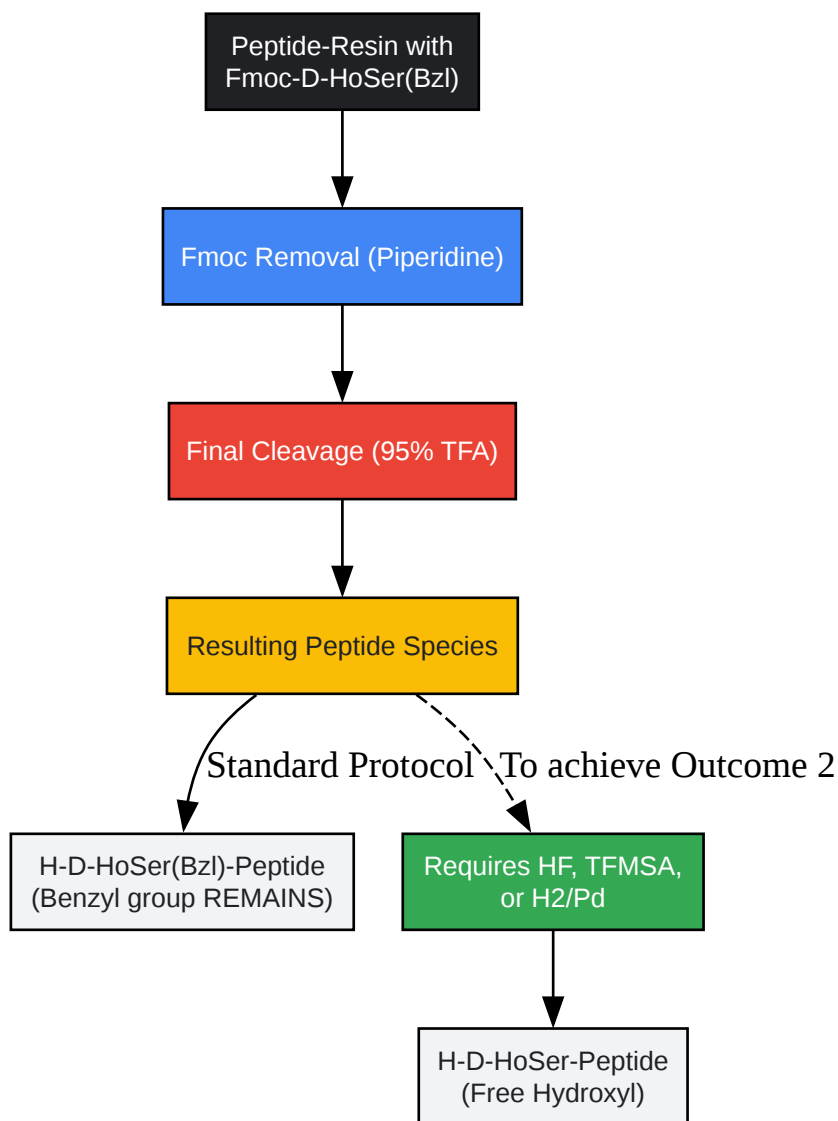 Peptide-Resin with
Fmoc-D-HoSer(Bzl)
Fmoc Removal (Piperidine)
Final Cleavage (95% TFA)
Resulting Peptide Species
Standard Protocol
To achieve Outcome 2
H-D-HoSer(Bzl)-Peptide
(Benzyl group REMAINS)
Requires HF, TFMSA,
or H2/Pd
H-D-HoSer-Peptide
(Free Hydroxyl)